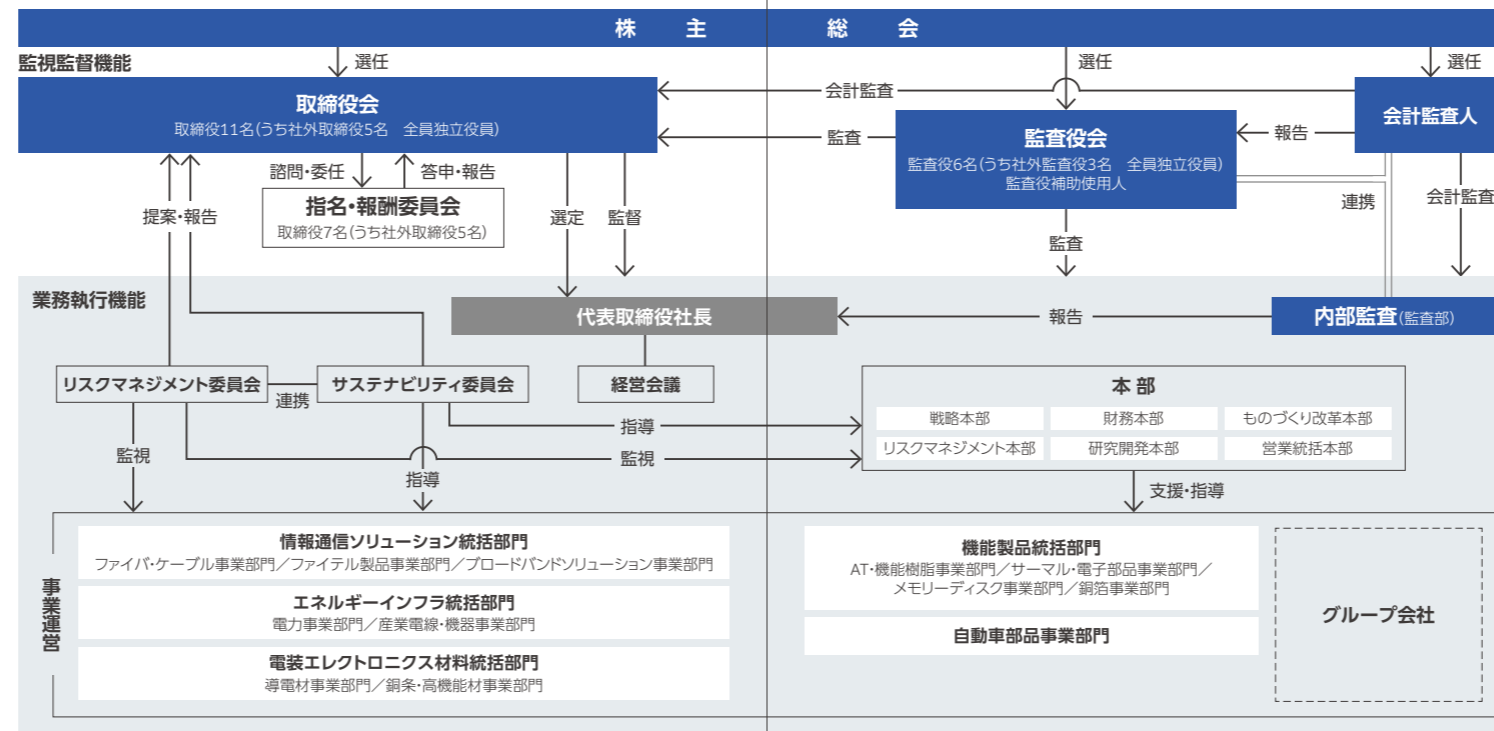 株主総会
監視監督機能
選任
選任
選任
取締役会
取締役11名(うち社外取締役5名　全員独立役員)
会計監査
会計監査人
監査
監査役会
監査役6名(うち社外監査役3名　全員独立役員)
監査役補助使用人
報告
諮問・委任
答申・報告
指名・報酬委員会
取締役7名(うち社外取締役5名)
提案・報告
選定
監督
監査
連携
会計監査
業務執行機能
代表取締役社長
報告
内部監査(監査部)
リスクマネジメント委員会
連携
サステナビリティ委員会
経営会議
本部
戦略本部
財務本部
ものづくり改革本部
リスクマネジメント本部
研究開発本部
営業統括本部
指導
監視
監視
指導
支援・指導
事業運営
情報通信ソリューション統括部門
ファイバ・ケーブル事業部門／ファイテル製品事業部門／ブロードバンドソリューション事業部門
エネルギーインフラ統括部門
電力事業部門／産業電線・機器事業部門
電装エレクトロニクス材料統括部門
導電材事業部門／銅条・高機能材事業部門
機能製品統括部門
AT・機能樹脂事業部門／サーマル・電子部品事業部門／
メモリーディスク事業部門／銅箔事業部門
自動車部品事業部門
グループ会社